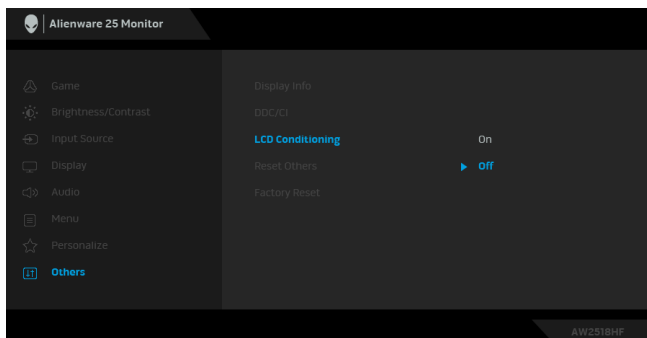 Alienware 25 Monitor
Game
Display Info
Brightness/Contrast
DDC/CI
Input Source
LCD Conditioning
On
Display
Reset Others
Off
Audio
Factory Reset
Menu
Personalize
Others
AW2518HF